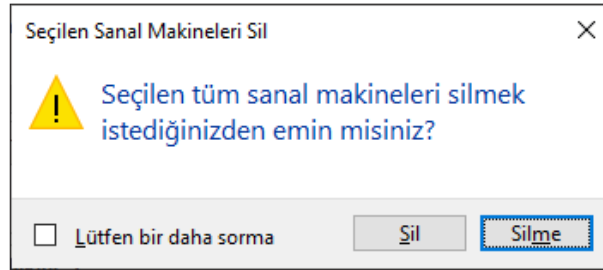 Seçilen Sanal Makineleri Sil
Seçilen tüm sanal makineleri silmek
istediğinizden emin misiniz?
Lütfen bir daha sorma
Sil
Silme